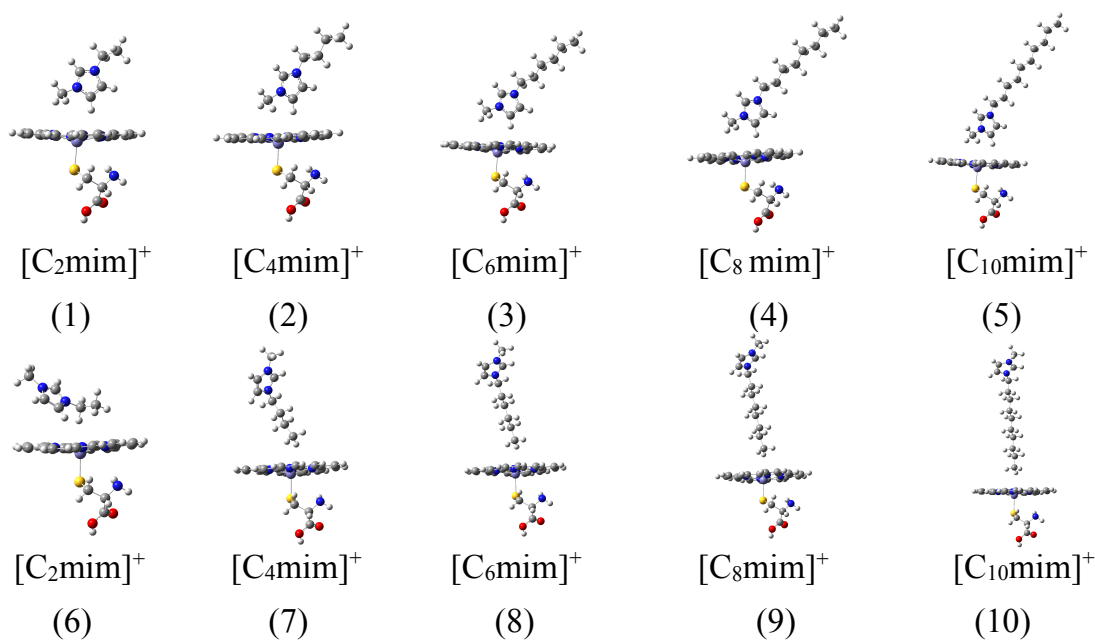 [C₂mim]⁺ [C₄mim]⁺ [C₆mim]⁺ [C₈ mim]⁺ [C₁₀mim]⁺
(1) (2) (3) (4) (5)
[C₂mim]⁺ [C₄mim]⁺ [C₆mim]⁺ [C₈mim]⁺ [C₁₀mim]⁺
(6) (7) (8) (9) (10)